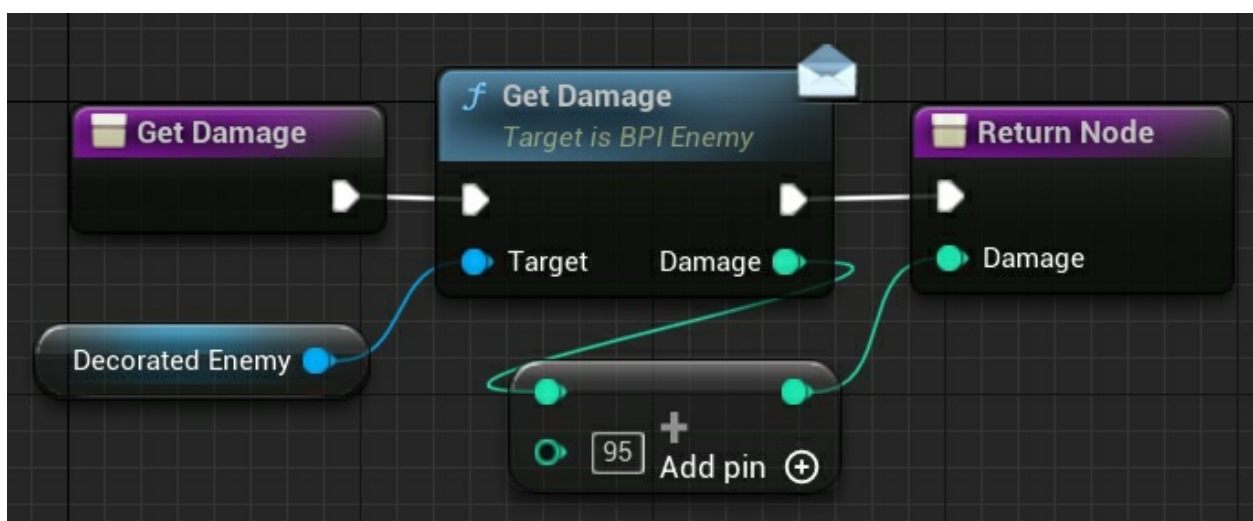 Get Damage
Get Damage
Target is BPI Enemy
Return Node
Target
Damage
Damage
Decorated Enemy
95
Add pin